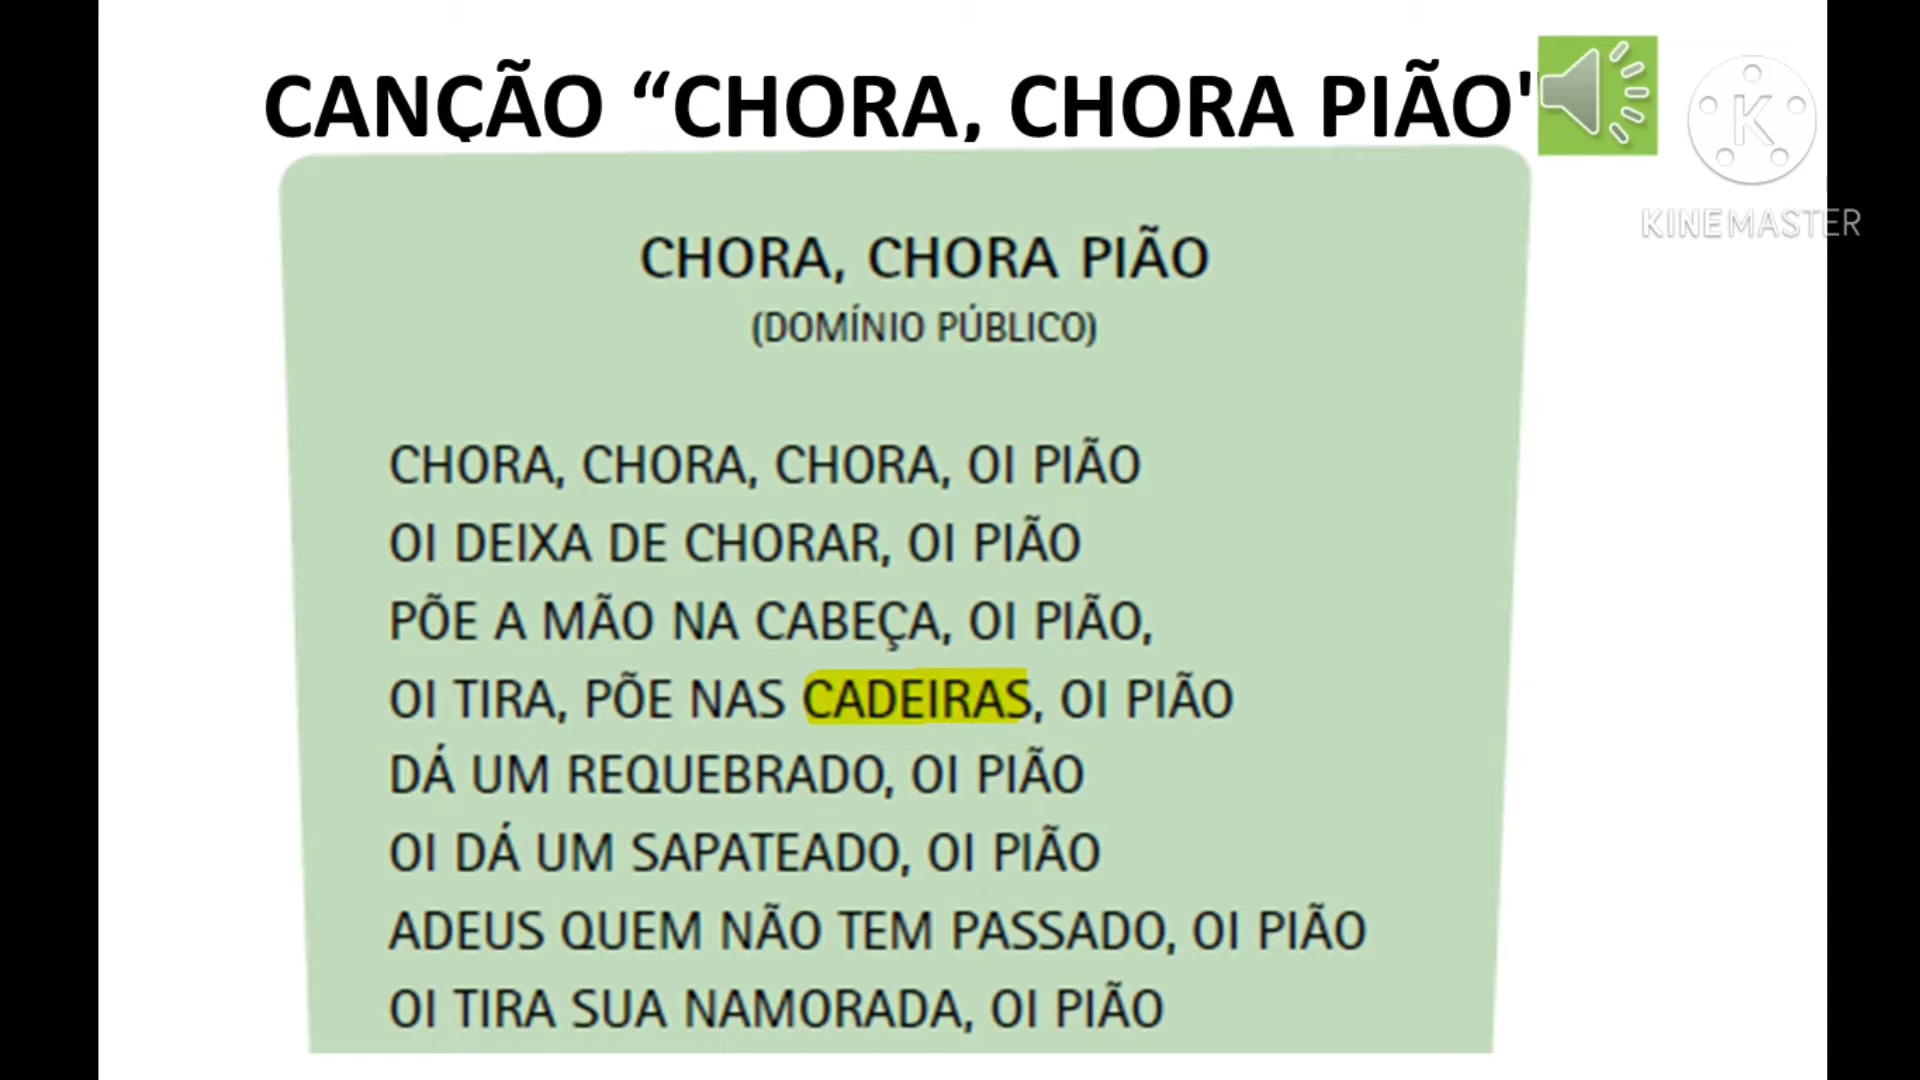 CANÇÃO “CHORA, CHORA PIÃO"
K
KINEMASTER
CHORA, CHORA PIÃO
(DOMÍNIO PÚBLICO)
CHORA, CHORA, CHORA, OI PIÃO
OI DEIXA DE CHORAR, OI PIÃO
PÕE A MÃO NA CABEÇA, OI PIÃO,
OI TIRA, PÕE NAS CADEIRAS, OI PIÃO
DÁ UM REQUEBRADO, OI PIÃO
OI DÁ UM SAPATEADO, OI PIÃO
ADEUS QUEM NÃO TEM PASSADO, OI PIÃO
OI TIRA SUA NAMORADA, OI PIÃO